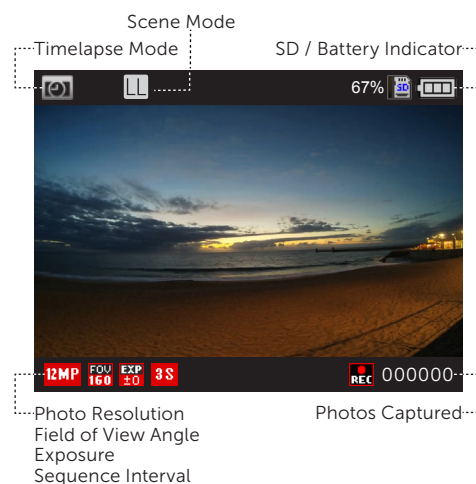 Scene Mode
Timelapse Mode
SD / Battery Indicator
LL
67% SD
12MP FOV 160 EXP ±0 3S
REC 000000
Photo Resolution
Field of View Angle
Exposure
Sequence Interval
Photos Captured